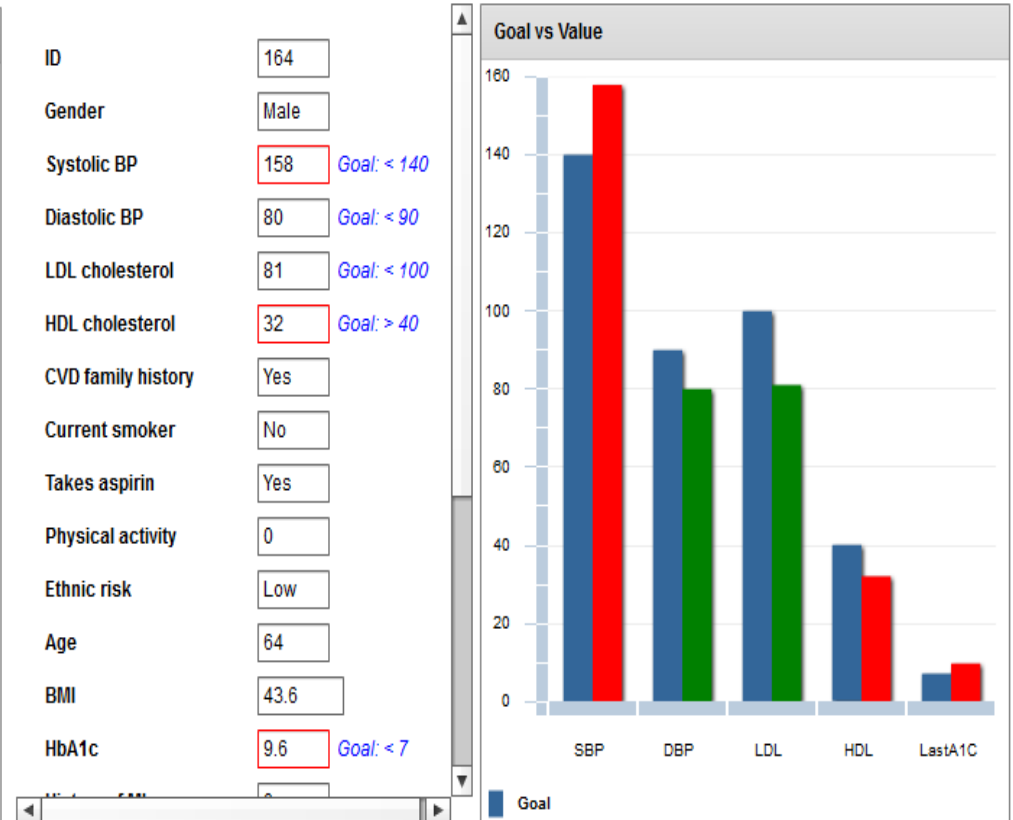 ID 164
Gender Male
Systolic BP 158 Goal: < 140
Diastolic BP 80 Goal: < 90
LDL cholesterol 81 Goal: < 100
HDL cholesterol 32 Goal: > 40
CVD family history Yes
Current smoker No
Takes aspirin Yes
Physical activity 0
Ethnic risk Low
Age 64
BMI 43.6
HbA1c 9.6 Goal: < 7
Goal vs Value
160
140
120
100
80
60
40
20
0
SBP DBP LDL HDL LastA1C
Goal